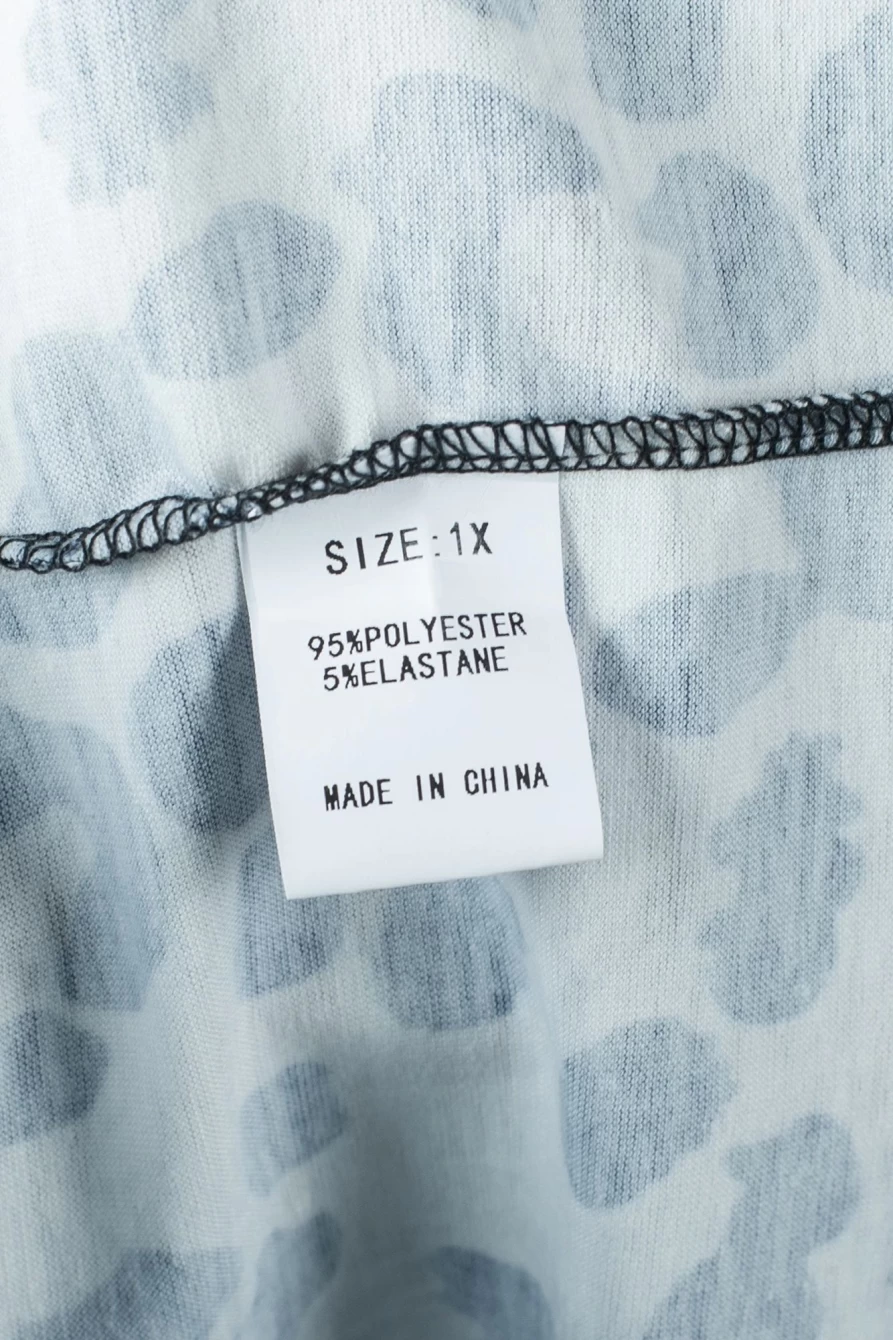 SIZE:1X
95%POLYESTER
5%ELASTANE
MADE IN CHINA